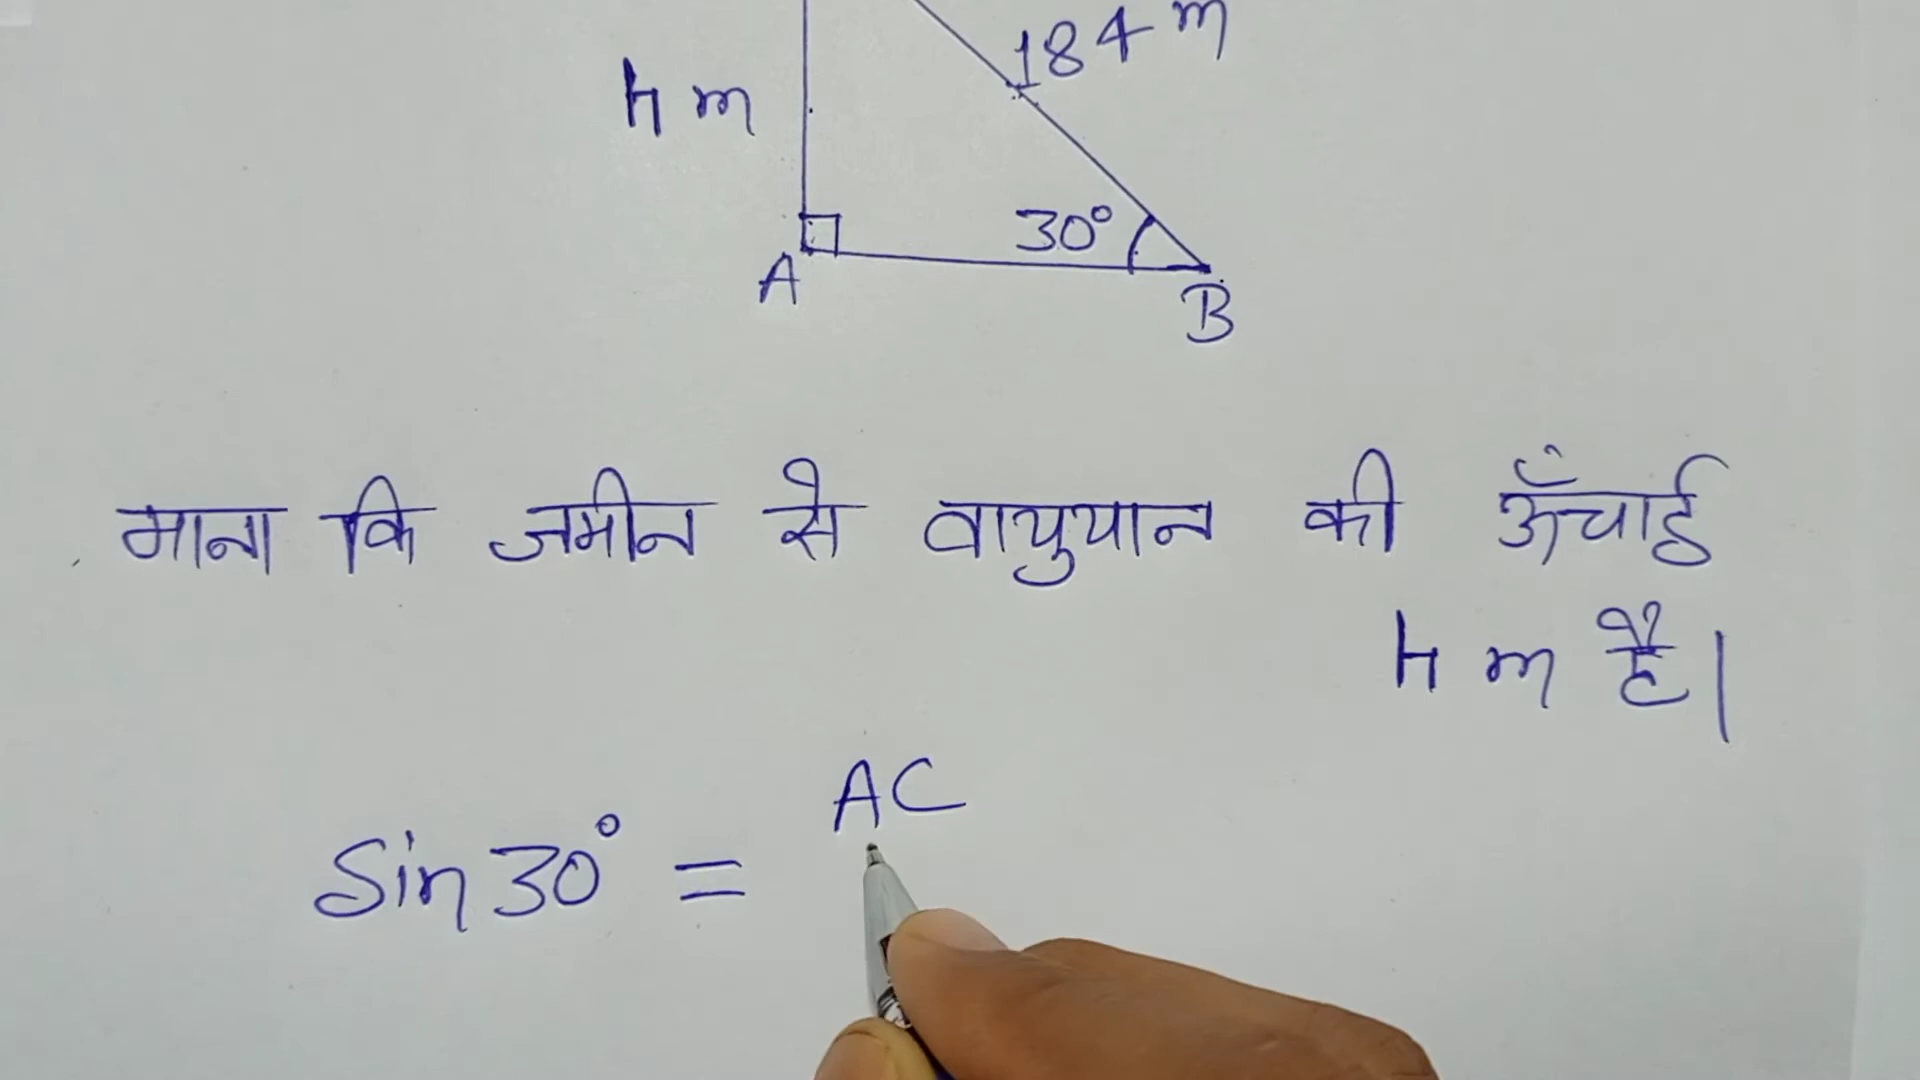 184 m
h m
30°
A
B
माना कि जमीन से वायुयान की ऊँचाई
h m है।
AC
Sin 30° =